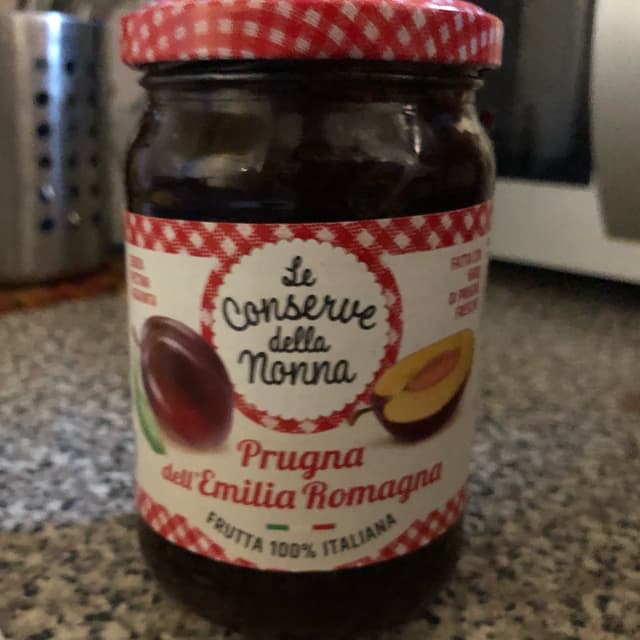 Le
Conserve
della
Nonna
Prugna
dell'Emilia Romagna
FRUTTA 100% ITALIANA